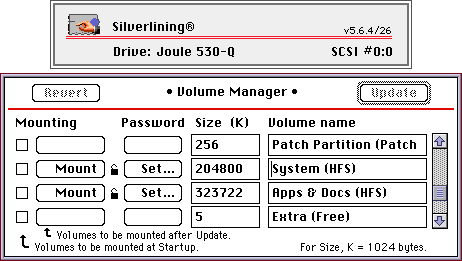 Silverlining® v5.6.4/26
Drive: Joule 530-Q SCSI #0:0
Revert • Volume Manager • Update
Mounting Password Size (K) Volume name
256 Patch Partition (Patch
Mount Set... 204800 System (HFS)
Mount Set... 323722 Apps & Docs (HFS)
5 Extra (Free)
Volumes to be mounted after Update.
Volumes to be mounted at Startup. For Size, K = 1024 bytes.